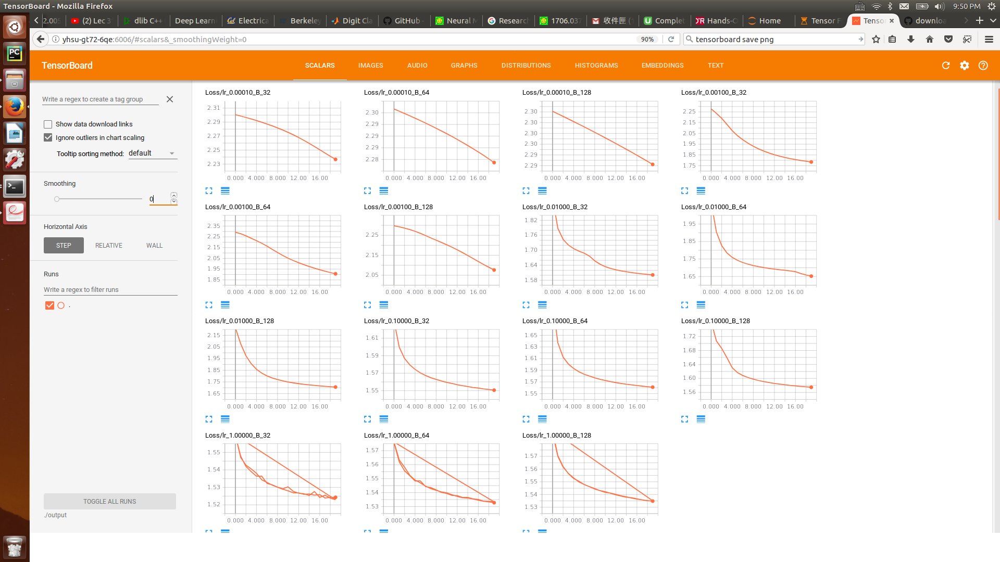 TensorBoard - Mozilla Firefox
9:50 PM
2.005
(2) Lec 3
dlib C++
Deep Learn
Electrica
Berkeley
Digit Cla
GitHub -
Neural
Researc
1706.037
收件匣 (1
Complet
Hands-O
Home
Tensor F
Tenso
downloa
yhsu-gt72-6qe:6006/#scalars&_smoothingWeight=0
90%
tensorboard save png
TensorBoard
SCALARS
IMAGES
AUDIO
GRAPHS
DISTRIBUTIONS
HISTOGRAMS
EMBEDDINGS
TEXT
Write a regex to create a tag group
Show data download links
Ignore outliers in chart scaling
Tooltip sorting method: default
Smoothing
0
Horizontal Axis
STEP RELATIVE WALL
Runs
Write a regex to filter runs
.
TOGGLE ALL RUNS
./output
Loss/lr_0.00010_B_32
2.31
2.29
2.27
2.25
2.23
0.000 4.000 8.000 12.00 16.00
Loss/lr_0.00010_B_64
2.30
2.29
2.29
2.29
2.28
0.000 4.000 8.000 12.00 16.00
Loss/lr_0.00010_B_128
2.30
2.30
2.30
2.30
2.29
2.29
0.000 4.000 8.000 12.00 16.00
Loss/lr_0.00100_B_32
2.25
2.15
2.05
1.95
1.85
1.75
0.000 4.000 8.000 12.00 16.00
Loss/lr_0.00100_B_64
2.35
2.25
2.15
2.05
1.95
1.85
0.000 4.000 8.000 12.00 16.00
Loss/lr_0.00100_B_128
2.25
2.15
2.05
0.000 4.000 8.000 12.00 16.00
Loss/lr_0.01000_B_32
1.82
1.76
1.70
1.64
1.58
0.000 4.000 8.000 12.00 16.00
Loss/lr_0.01000_B_64
1.95
1.85
1.75
1.65
0.000 4.000 8.000 12.00 16.00
Loss/lr_0.01000_B_128
2.15
2.05
1.95
1.85
1.75
1.65
0.000 4.000 8.000 12.00 16.00
Loss/lr_0.10000_B_32
1.61
1.59
1.57
1.55
0.000 4.000 8.000 12.00 16.00
Loss/lr_0.10000_B_64
1.65
1.63
1.61
1.59
1.57
1.55
0.000 4.000 8.000 12.00 16.00
Loss/lr_0.10000_B_128
1.72
1.68
1.64
1.60
1.56
0.000 4.000 8.000 12.00 16.00
Loss/lr_1.00000_B_32
1.55
1.54
1.53
1.52
0.000 4.000 8.000 12.00 16.00
Loss/lr_1.00000_B_64
1.57
1.56
1.55
1.54
1.53
0.000 4.000 8.000 12.00 16.00
Loss/lr_1.00000_B_128
1.57
1.56
1.55
1.54
1.53
0.000 4.000 8.000 12.00 16.00